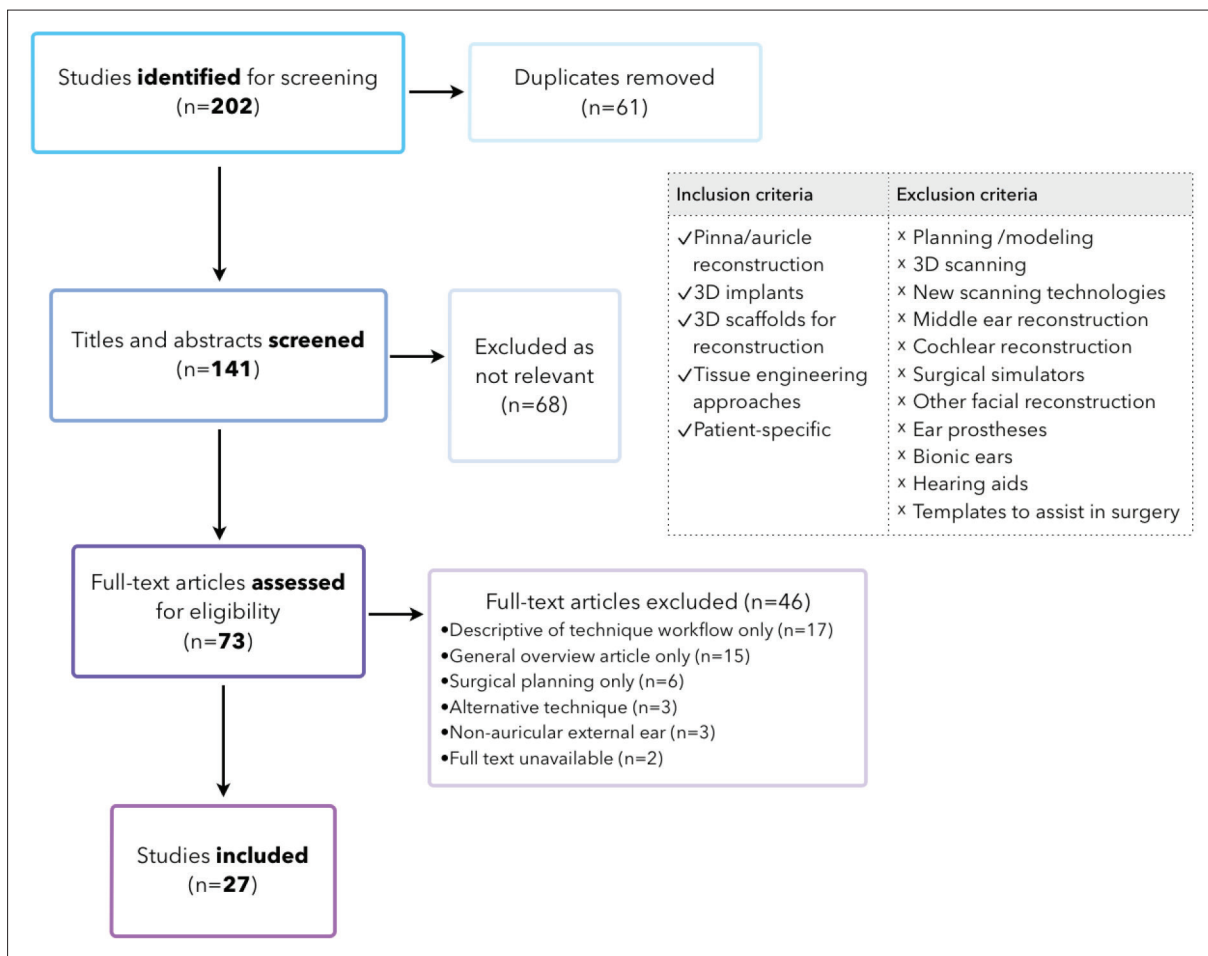 Studies identified for screening
(n=202)
Duplicates removed
(n=61)
Inclusion criteria
✓Pinna/auricle
reconstruction
✓3D implants
✓3D scaffolds for
reconstruction
✓Tissue engineering
approaches
✓Patient-specific
Exclusion criteria
x Planning /modeling
x 3D scanning
x New scanning technologies
x Middle ear reconstruction
x Cochlear reconstruction
x Surgical simulators
x Other facial reconstruction
x Ear prostheses
x Bionic ears
x Hearing aids
x Templates to assist in surgery
Titles and abstracts screened
(n=141)
Excluded as
not relevant
(n=68)
Full-text articles assessed
for eligibility
(n=73)
Full-text articles excluded (n=46)
•Descriptive of technique workflow only (n=17)
•General overview article only (n=15)
•Surgical planning only (n=6)
•Alternative technique (n=3)
•Non-auricular external ear (n=3)
•Full text unavailable (n=2)
Studies included
(n=27)